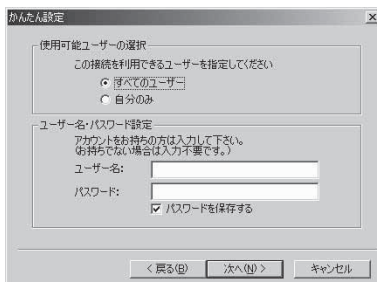 かんたん設定
使用可能ユーザーの選択
この接続を利用できるユーザーを指定してください
すべてのユーザー
自分のみ
ユーザー名・パスワード設定
アカウントをお持ちの方は入力して下さい。
(お持ちでない場合は入力不要です。)
ユーザー名:
パスワード:
パスワードを保存する
< 戻る(B) 次へ(N) > キャンセル